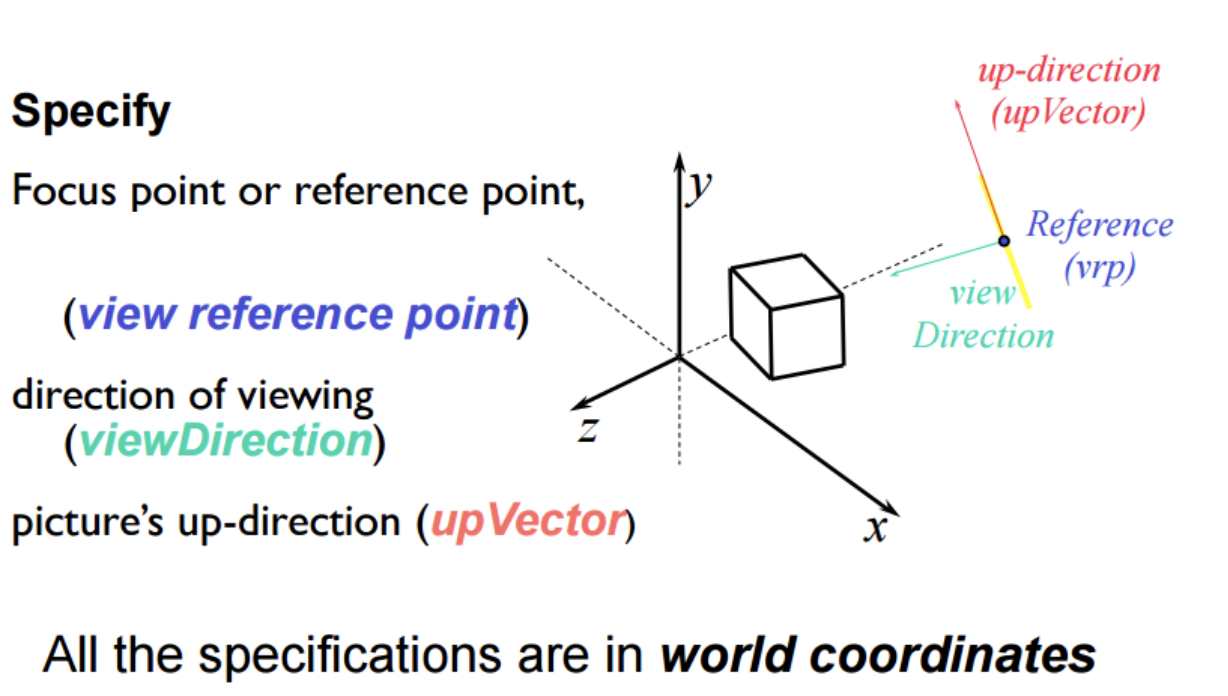 Specify
Focus point or reference point,
(view reference point)
direction of viewing
(viewDirection)
picture's up-direction (upVector)
up-direction
(upVector)
y
Reference
(vrp)
view
Direction
z
x
All the specifications are in world coordinates